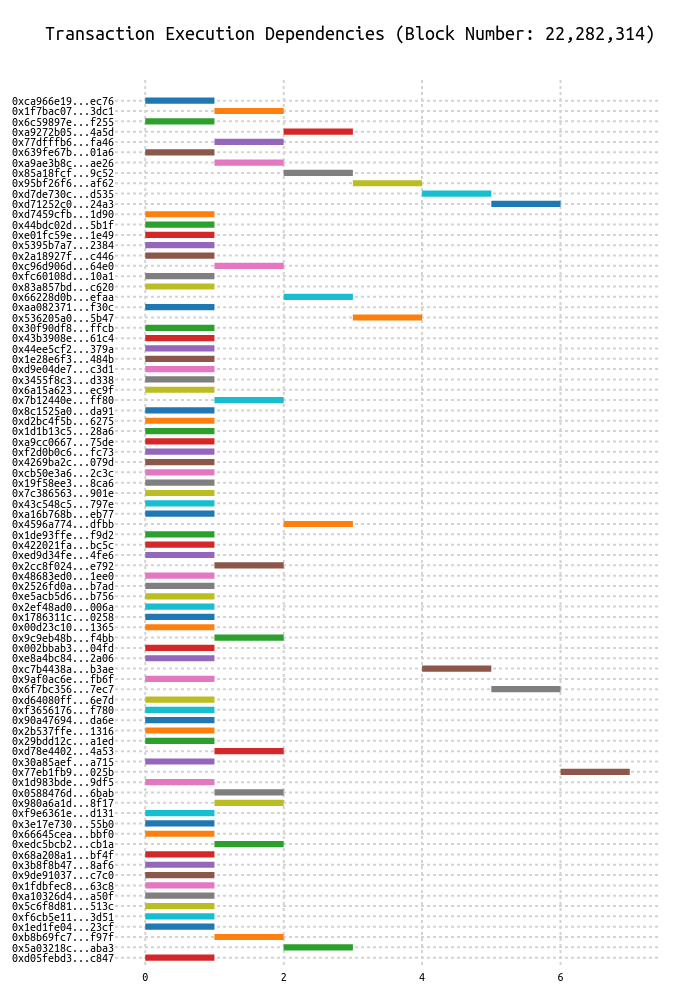 Transaction Execution Dependencies (Block Number: 22,282,314)
0xca966e19...ec76
0x1f7bac07...3dc1
0x6c59897e...f255
0xa9272b05...4a5d
0x77dfffb6...fa46
0x639fe67b...01a6
0xa9ae3b8c...ae26
0x85a18fcf...9c52
0x95bf26f6...af62
0xd7de730c...d535
0xd71252c0...24a3
0xd7459cfb...1d90
0x44bdc02d...5b1f
0xe01fc59e...1e49
0x5395b7a7...2384
0x2a18927f...c446
0xc96d906d...64e0
0xfc60108d...10a1
0x83a857bd...c620
0x66228d0b...efaa
0xaa082371...f30c
0x536205a0...5b47
0x30f90df8...ffcb
0x43b3908e...61c4
0x44ee5cf2...379a
0x1e28e6f3...484b
0xd9e04de7...c3d1
0x3455f8c3...d338
0x6a15a623...ec9f
0x7b12440e...ff80
0x8c1525a0...da91
0xd2bc4f5b...6275
0x1d1b13c5...28a6
0xa9cc0667...75de
0xf2d0b0c6...fc73
0x4269ba2c...079d
0xcb50e3a6...2c3c
0x19f58ee3...8ca6
0x7c386563...901e
0x43c548c5...797e
0xa16b768b...eb77
0x4596a774...dfbb
0x1de93ffe...f9d2
0x422021fa...bc5c
0xed9d34fe...4fe6
0x2cc8f024...e792
0x48683ed0...1ee0
0x2526fd0a...b7ad
0xe5acb5d6...b756
0x2ef48ad0...006a
0x1786311c...0258
0x00d23c10...1365
0x9c9eb48b...f4bb
0x002bbab3...04fd
0xe8a4bc84...2a06
0xc7b4438a...b3ae
0x9af0ac6e...fb6f
0x6f7bc356...7ec7
0xd64080ff...6e7d
0xf3656176...f780
0x90a47694...da6e
0x2b537ffe...1316
0x29bdd12c...a1ed
0xd78e4402...4a53
0x30a85aef...a715
0x77eb1fb9...025b
0x1d983bde...9df5
0x0588476d...6bab
0x980a6a1d...8f17
0xf9e6361e...d131
0x3e17e730...55b0
0x66645cea...bbf0
0xedc5bcb2...cb1a
0x68a208a1...bf4f
0x3b8f8b47...8af6
0x9de91037...c7c0
0x1fdbfec8...63c8
0xa10326d4...a50f
0x5c6f8d81...513c
0xf6cb5e11...3d51
0x1ed1fe04...23cf
0xb8b69fc7...f97f
0x5a03218c...aba3
0xd05febd3...c847
0 2 4 6